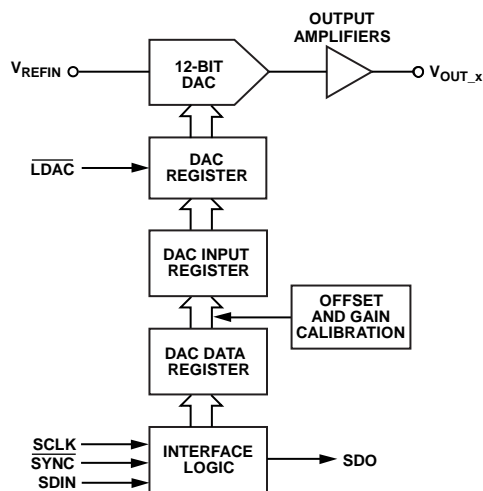 OUTPUT
AMPLIFIERS
VREFIN
12-BIT
DAC
VOUT_x
LDAC
DAC
REGISTER
DAC INPUT
REGISTER
OFFSET
AND GAIN
CALIBRATION
DAC DATA
REGISTER
SCLK
SYNC
SDIN
INTERFACE
LOGIC
SDO